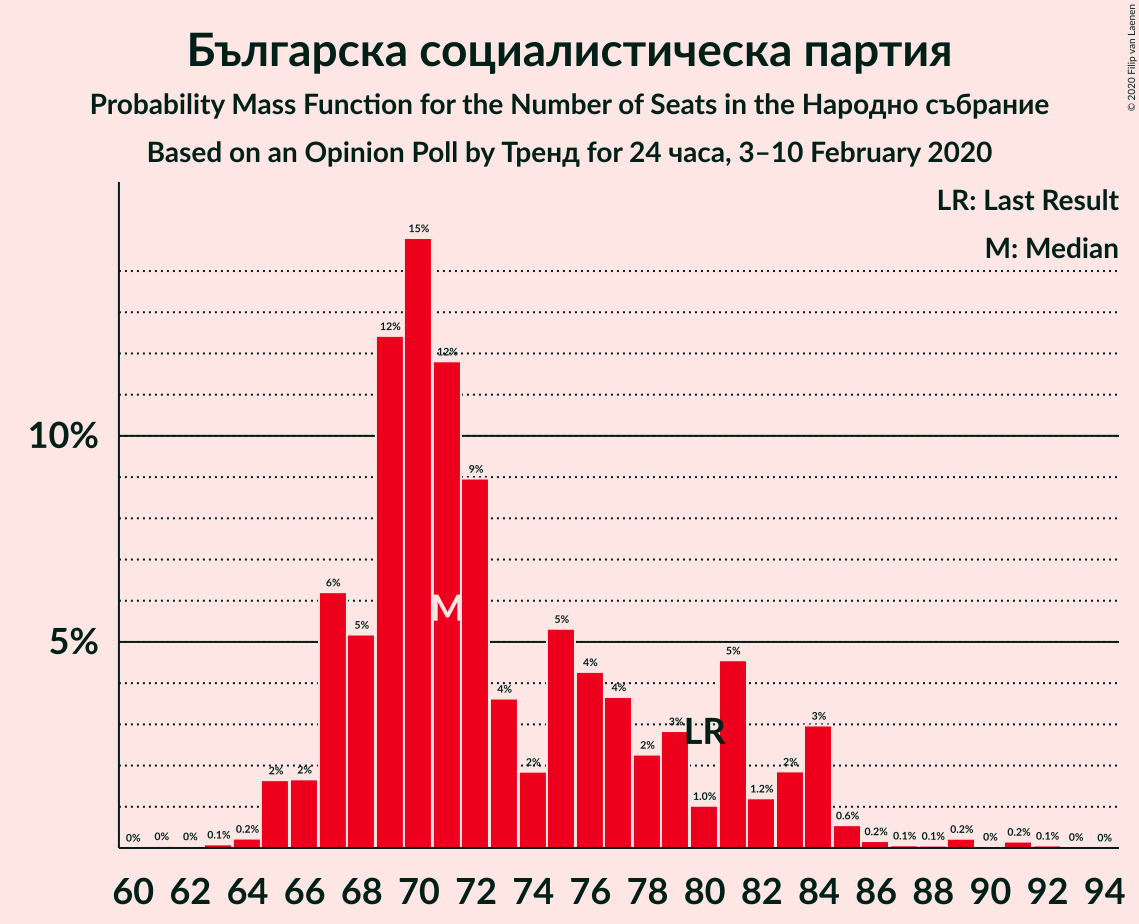 Българска социалистическа партия
Probability Mass Function for the Number of Seats in the Народно събрание
Based on an Opinion Poll by Тренд for 24 часа, 3–10 February 2020
© 2020 Filip van Laenen
LR: Last Result
M: Median
10%
5%
0% 0% 0% 0.1% 0.2% 2% 2% 6% 5% 12% 15% 12% 9% 4% 2% 5% 4% 4% 2% 3% 1.0% 5% 1.2% 2% 3% 0.6% 0.2% 0.1% 0.1% 0.2% 0% 0.2% 0.1% 0% 0%
M
LR
60 62 64 66 68 70 72 74 76 78 80 82 84 86 88 90 92 94